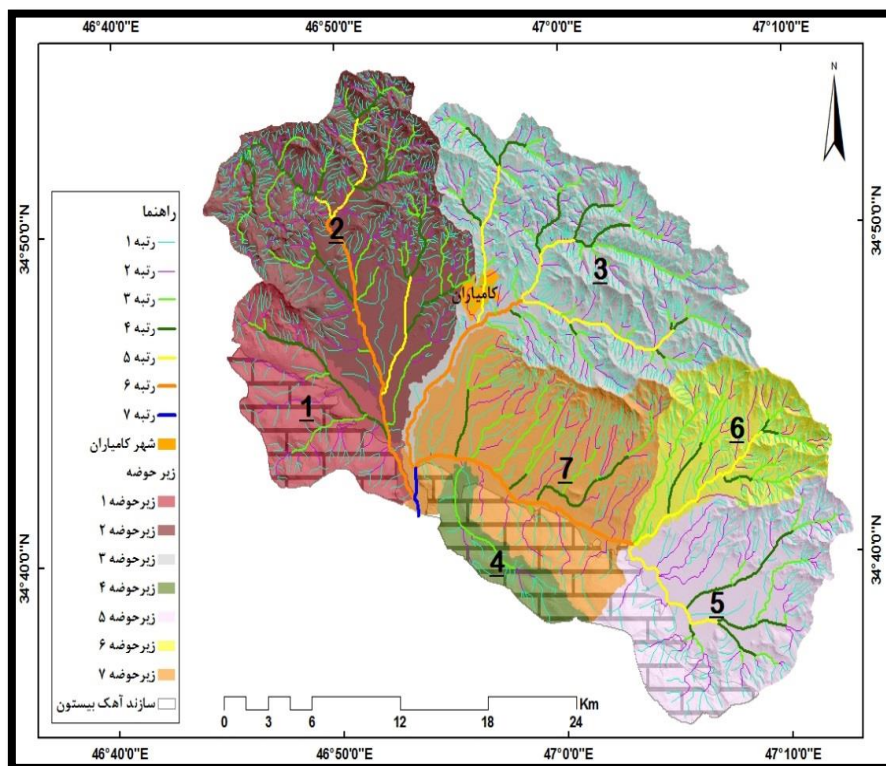 46°40'0"E
46°50'0"E
47°0'0"E
47°10'0"E
N
34°50'0"N
34°50'0"N
34°40'0"N
34°40'0"N
راهنما
رتبه ۱
رتبه ۲
رتبه ۳
رتبه ۴
رتبه ۵
رتبه ۶
رتبه ۷
شهر کامیاران
زیر حوضه
زیرحوضه ۱
زیرحوضه ۲
زیرحوضه ۳
زیرحوضه ۴
زیرحوضه ۵
زیرحوضه ۶
زیرحوضه ۷
سازند آهک بیستون
2
3
کامیاران
1
6
7
4
5
Km
0 3 6 12 18 24
46°40'0"E
46°50'0"E
47°0'0"E
47°10'0"E